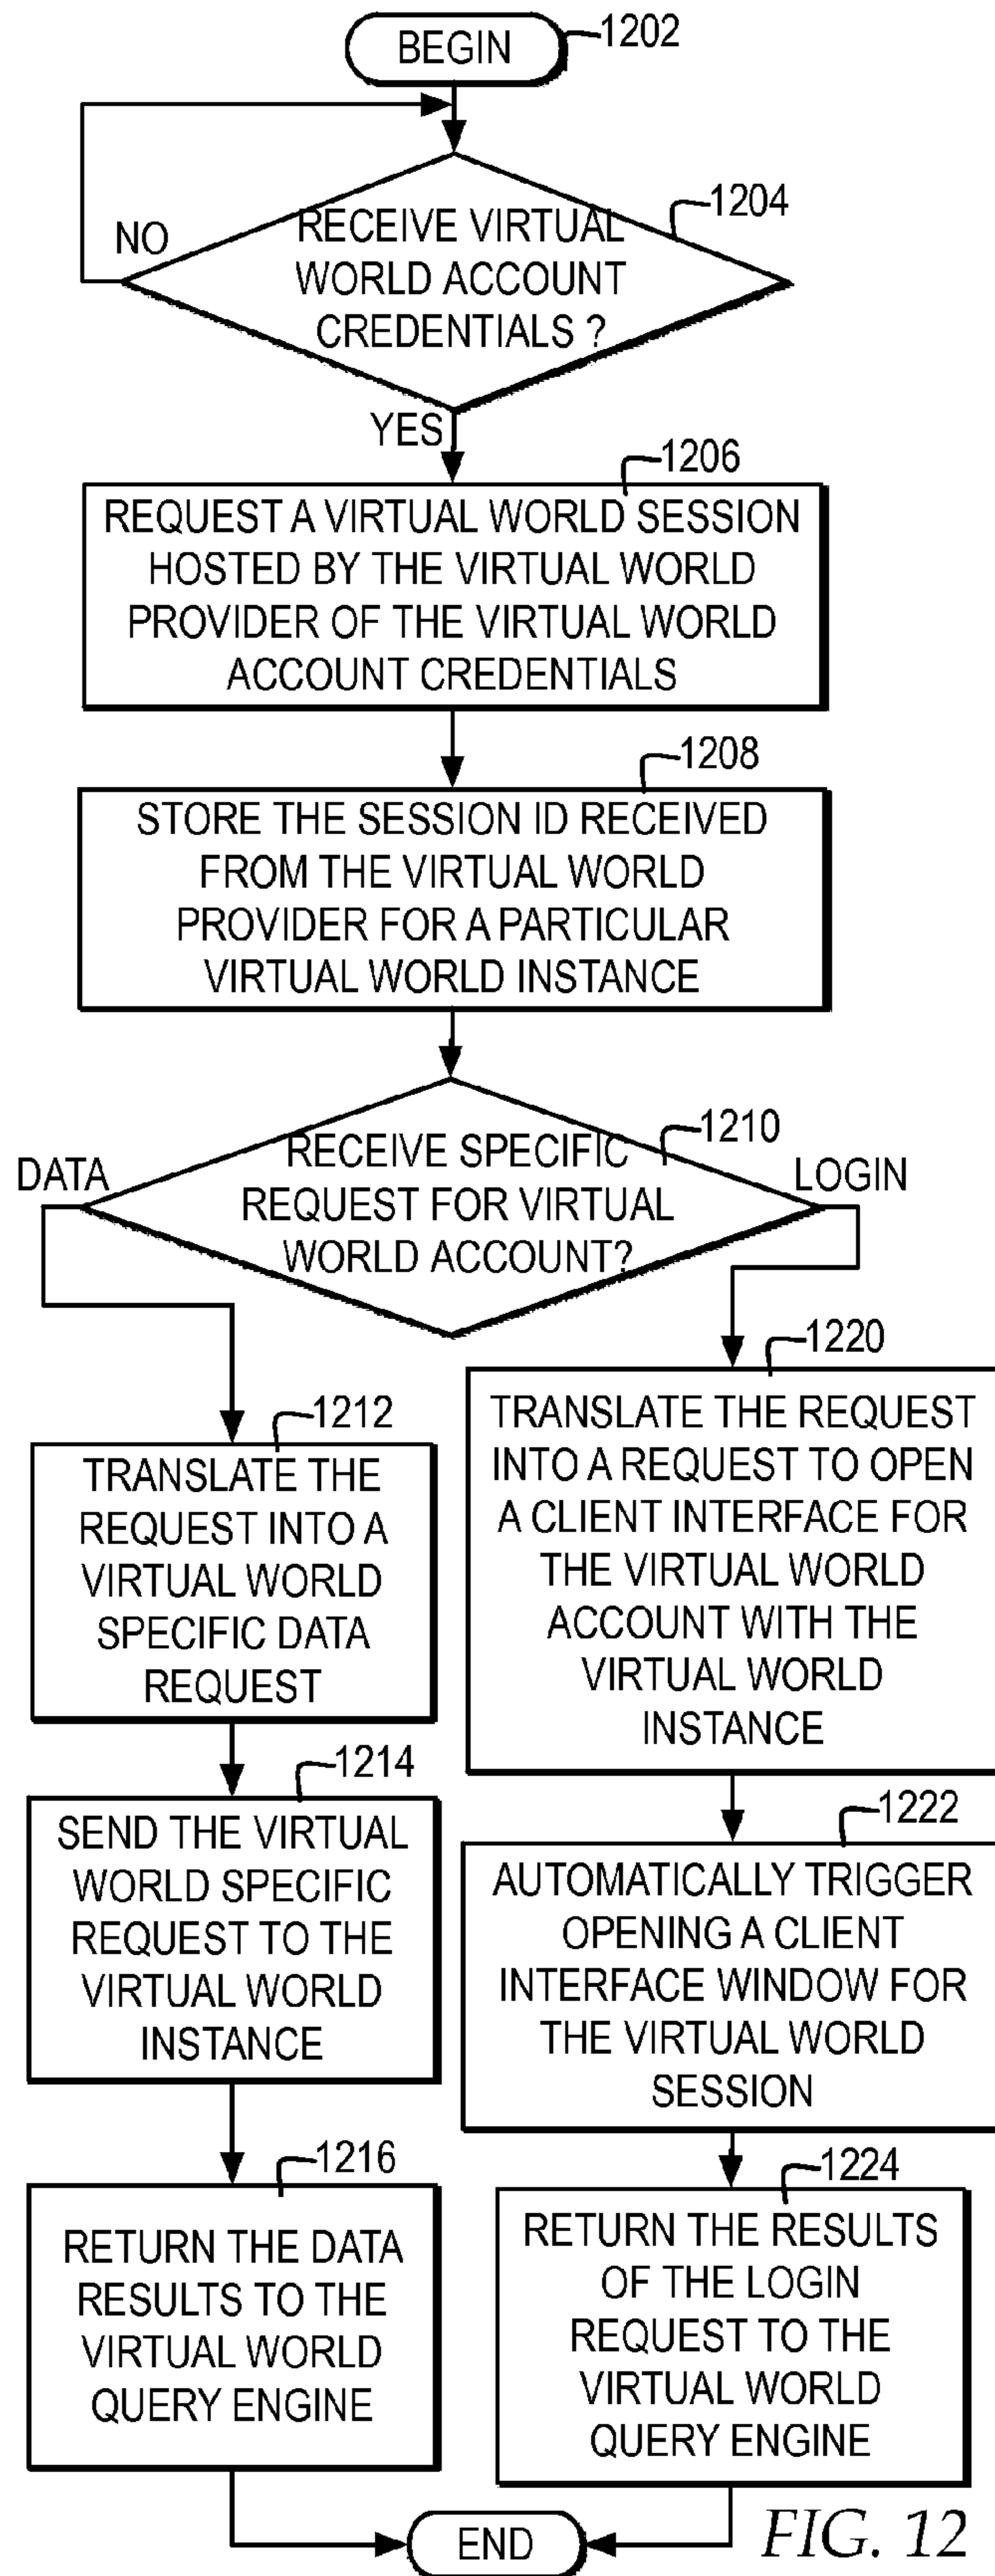 BEGIN
1202
1204
NO
RECEIVE VIRTUAL
WORLD ACCOUNT
CREDENTIALS ?
YES
1206
REQUEST A VIRTUAL WORLD SESSION
HOSTED BY THE VIRTUAL WORLD
PROVIDER OF THE VIRTUAL WORLD
ACCOUNT CREDENTIALS
1208
STORE THE SESSION ID RECEIVED
FROM THE VIRTUAL WORLD
PROVIDER FOR A PARTICULAR
VIRTUAL WORLD INSTANCE
1210
DATA
RECEIVE SPECIFIC
REQUEST FOR VIRTUAL
WORLD ACCOUNT?
LOGIN
1212
TRANSLATE THE
REQUEST INTO A
VIRTUAL WORLD
SPECIFIC DATA
REQUEST
1214
SEND THE VIRTUAL
WORLD SPECIFIC
REQUEST TO THE
VIRTUAL WORLD
INSTANCE
1216
RETURN THE DATA
RESULTS TO THE
VIRTUAL WORLD
QUERY ENGINE
1220
TRANSLATE THE REQUEST
INTO A REQUEST TO OPEN
A CLIENT INTERFACE FOR
THE VIRTUAL WORLD
ACCOUNT WITH THE
VIRTUAL WORLD
INSTANCE
1222
AUTOMATICALLY TRIGGER
OPENING A CLIENT
INTERFACE WINDOW FOR
THE VIRTUAL WORLD
SESSION
1224
RETURN THE RESULTS
OF THE LOGIN
REQUEST TO THE
VIRTUAL WORLD
QUERY ENGINE
END
FIG. 12